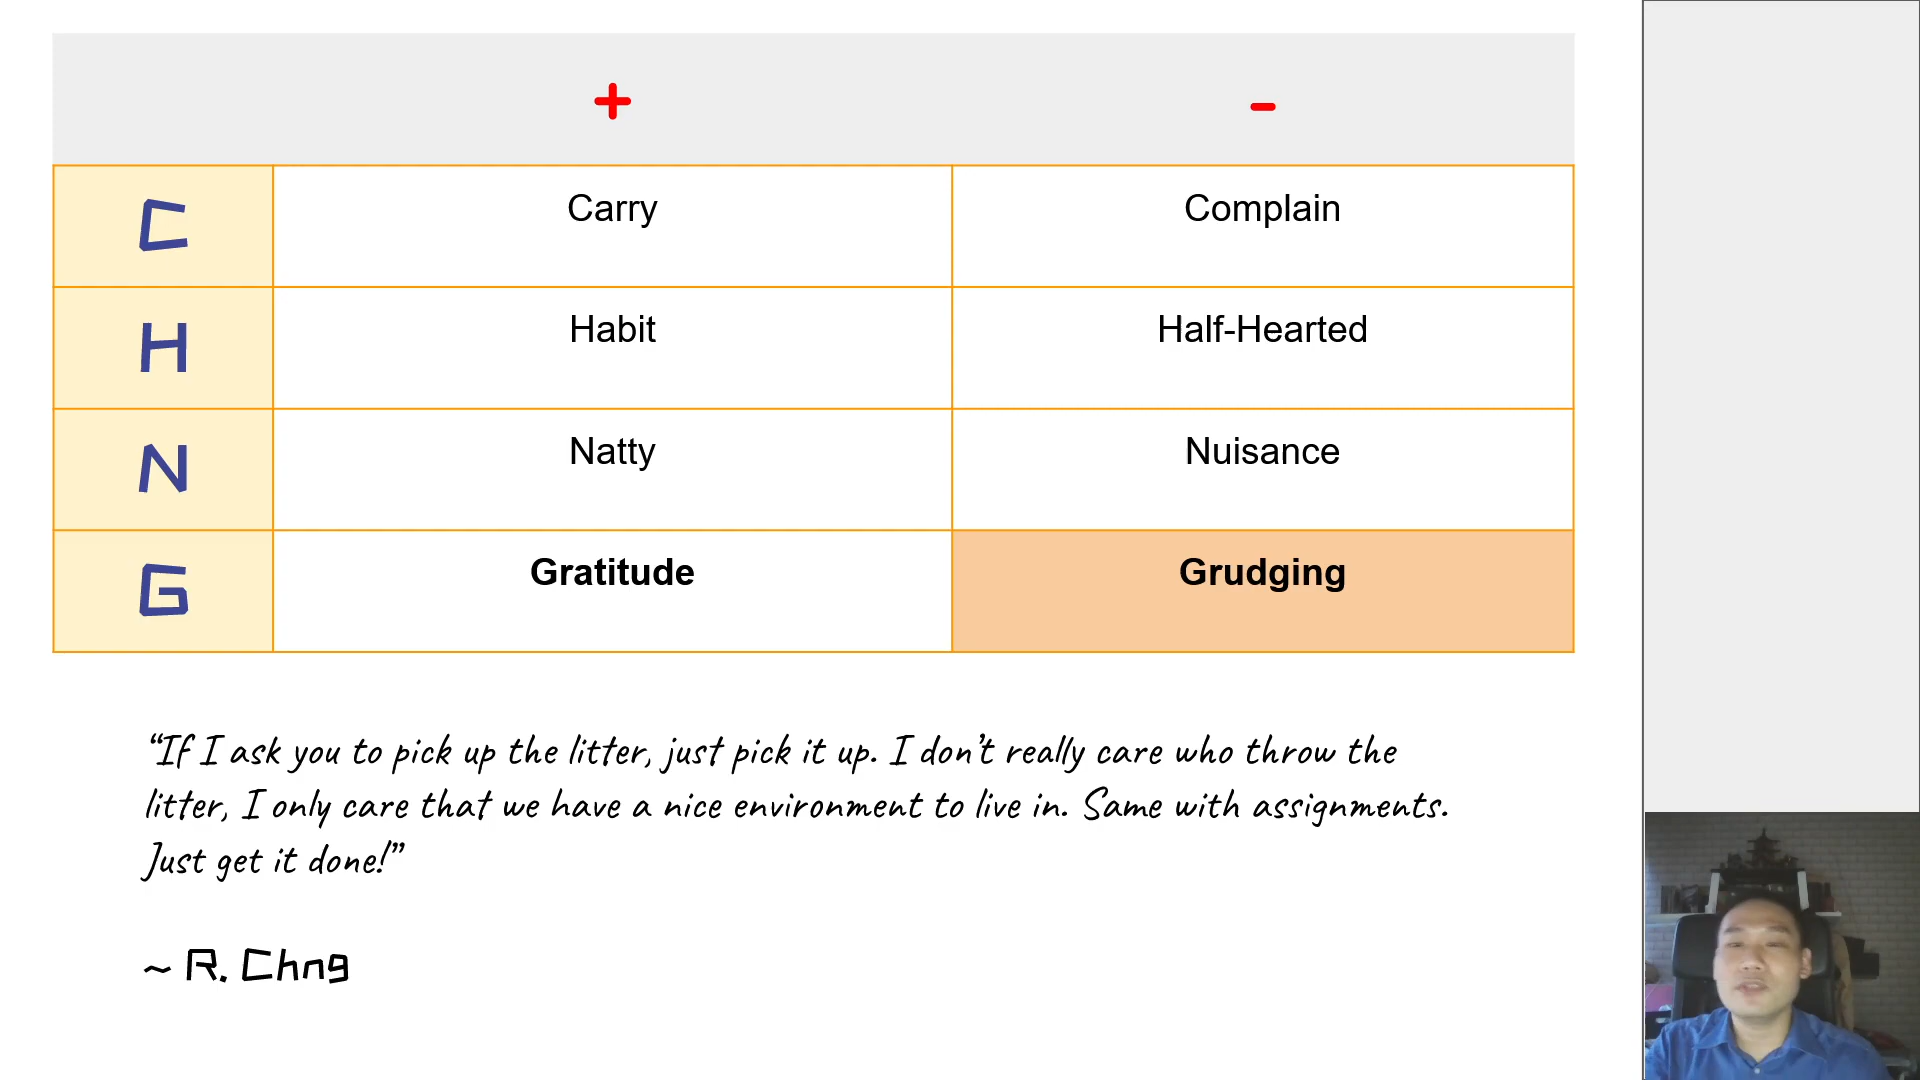 + -
C Carry Complain
H Habit Half-Hearted
N Natty Nuisance
G Gratitude Grudging
“If I ask you to pick up the litter, just pick it up. I don’t really care who throw the
litter, I only care that we have a nice environment to live in. Same with assignments.
Just get it done!”
~ R. Chng